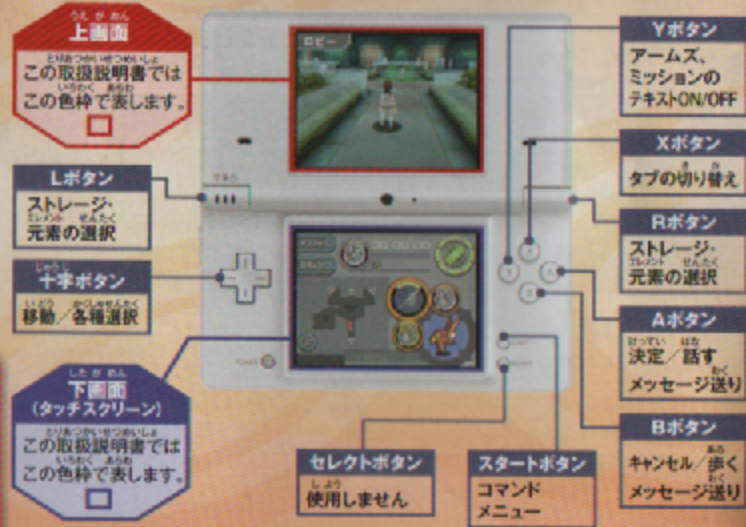 上画面
この取扱説明書では
この色枠で表します。
Lボタン
ストレージ・
元素の選択
十字ボタン
移動/各種選択
下画面
(タッチスクリーン)
この取扱説明書では
この色枠で表します。
ロビー
セレクトボタン
使用しません
スタートボタン
コマンド
メニュー
Yボタン
アームズ、
ミッションの
テキストON/OFF
Xボタン
タブの切り替え
Rボタン
ストレージ・
元素の選択
Aボタン
決定/話す
メッセージ送り
Bボタン
キャンセル/歩く
メッセージ送り